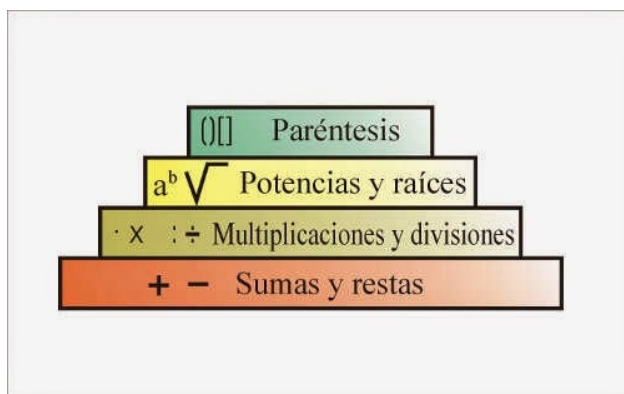 ()[] Paréntesis
aᵇ √ Potencias y raíces
· x : ÷ Multiplicaciones y divisiones
+ − Sumas y restas